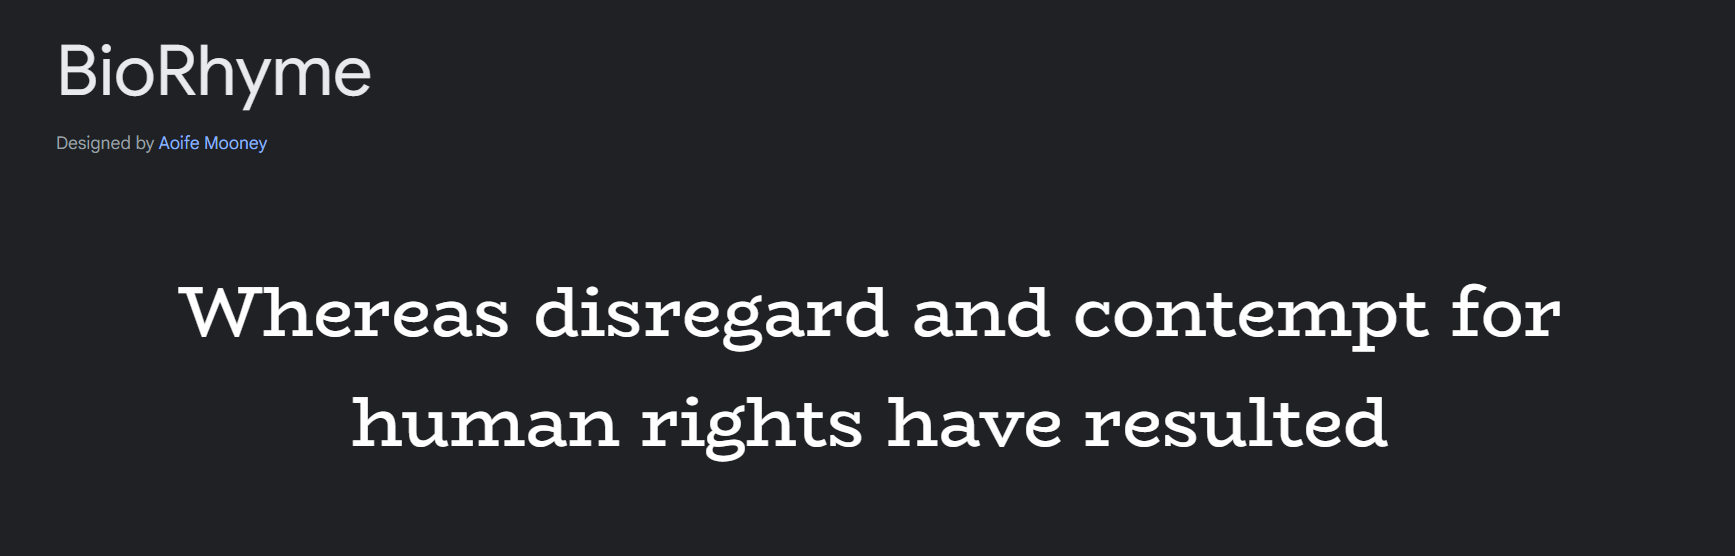 BioRhyme
Designed by Aoife Mooney
Whereas disregard and contempt for
human rights have resulted